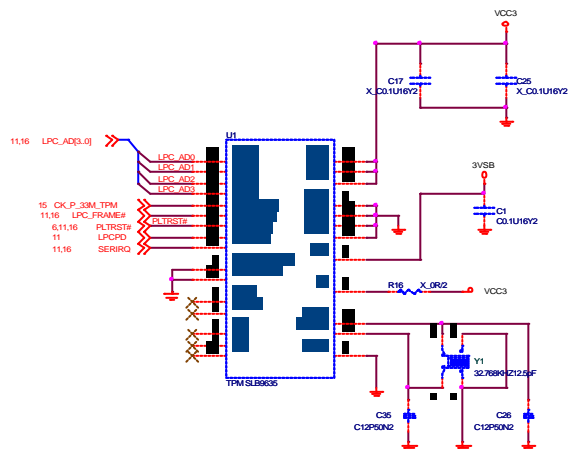 VCC3
C17
X_C0.1U16Y2
C25
X_C0.1U16Y2
U1
11,16 LPC_AD[3..0]
LPC_AD0
LPC_AD1
LPC_AD2
LPC_AD3
3VSB
15 CK_P_33M_TPM
11,16 LPC_FRAME#
6,11,16 PLTRST#
PLTRST#
11 LPCPD
11,16 SERIRQ
C1
C0.1U16Y2
R16 X_0R/2
VCC3
Y1
32.768KHZ12.5pF
TPM SLB9635
C35
C12P50N2
C26
C12P50N2